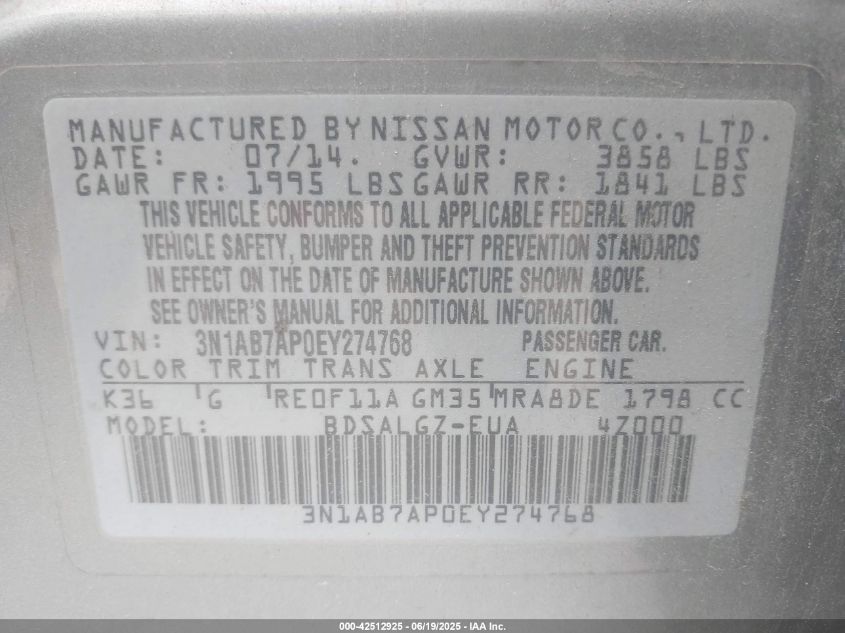 MANUFACTURED BY NISSAN MOTOR CO., LTD.
DATE: 07/14. GVWR: 3858 LBS
GAWR FR: 1995 LBS GAWR RR: 1841 LBS
THIS VEHICLE CONFORMS TO ALL APPLICABLE FEDERAL MOTOR
VEHICLE SAFETY, BUMPER AND THEFT PREVENTION STANDARDS
IN EFFECT ON THE DATE OF MANUFACTURE SHOWN ABOVE.
SEE OWNER'S MANUAL FOR ADDITIONAL INFORMATION.
VIN: 3N1AB7AP0EY274768 PASSENGER CAR.
COLOR TRIM TRANS AXLE ENGINE
K36 G RE0F11A GM35 MRA8DE 1798 CC
MODEL: BDSALGZ-EUA 4Z000
3N1AB7AP0EY274768
000-42512925 - 06/19/2025 - IAA Inc.